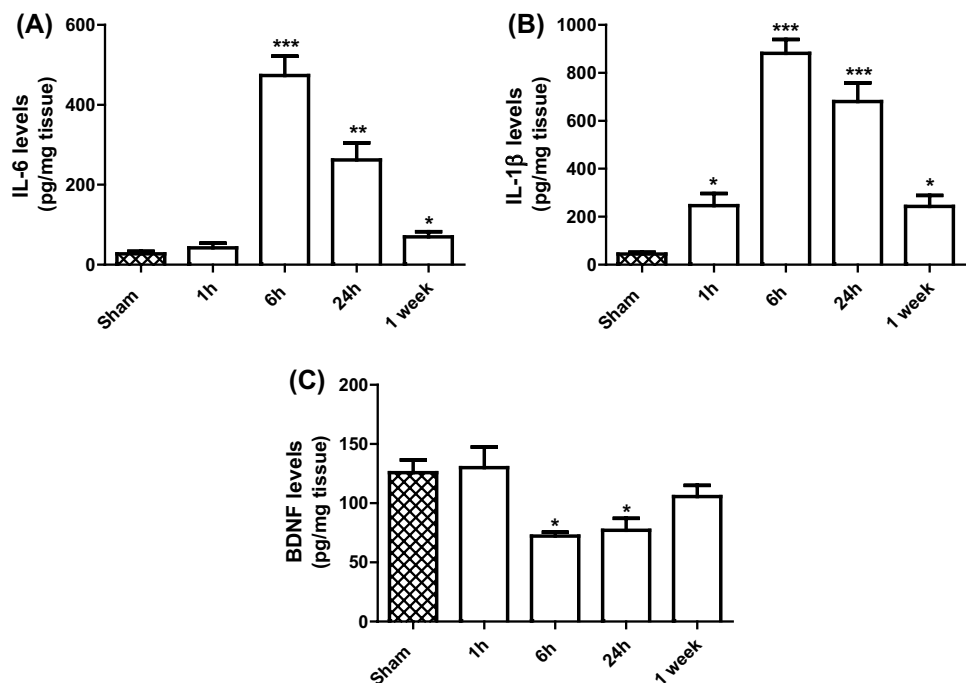 (A)
IL-6 levels
(pg/mg tissue)
600
400
200
0
***
**
*
Sham
1h
6h
24h
1 week
(B)
IL-1β levels
(pg/mg tissue)
1000
800
600
400
200
0
*
***
***
*
Sham
1h
6h
24h
1 week
(C)
BDNF levels
(pg/mg tissue)
200
150
100
50
0
*
*
Sham
1h
6h
24h
1 week